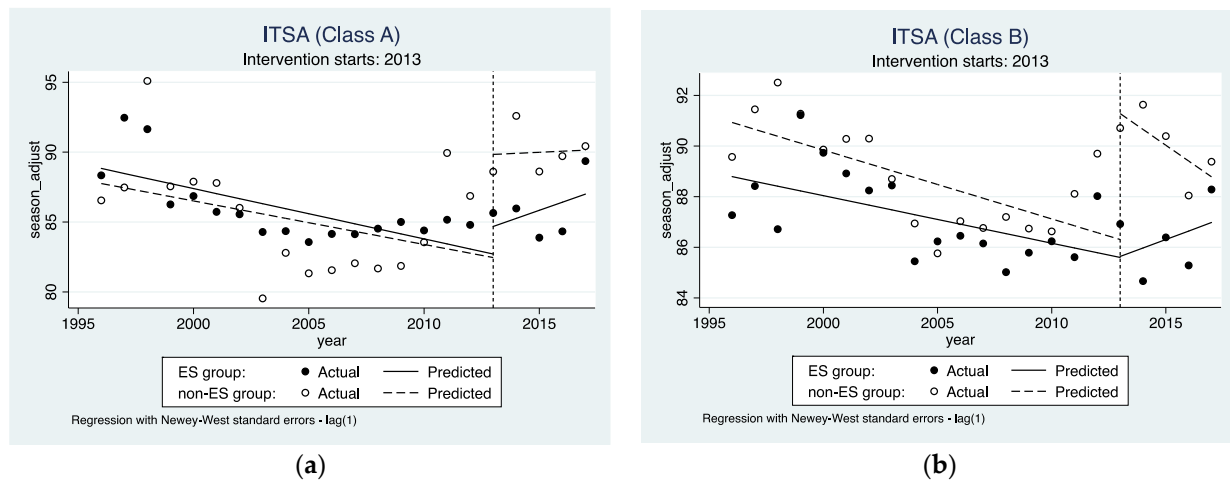 ITSA (Class A)
Intervention starts: 2013
season_adjust
95
90
85
80
1995 2000 2005 2010 2015
year
ES group: Actual Predicted
non-ES group: Actual Predicted
Regression with Newey-West standard errors - lag(1)
(a)
ITSA (Class B)
Intervention starts: 2013
season_adjust
92
90
88
86
84
1995 2000 2005 2010 2015
year
ES group: Actual Predicted
non-ES group: Actual Predicted
Regression with Newey-West standard errors - lag(1)
(b)